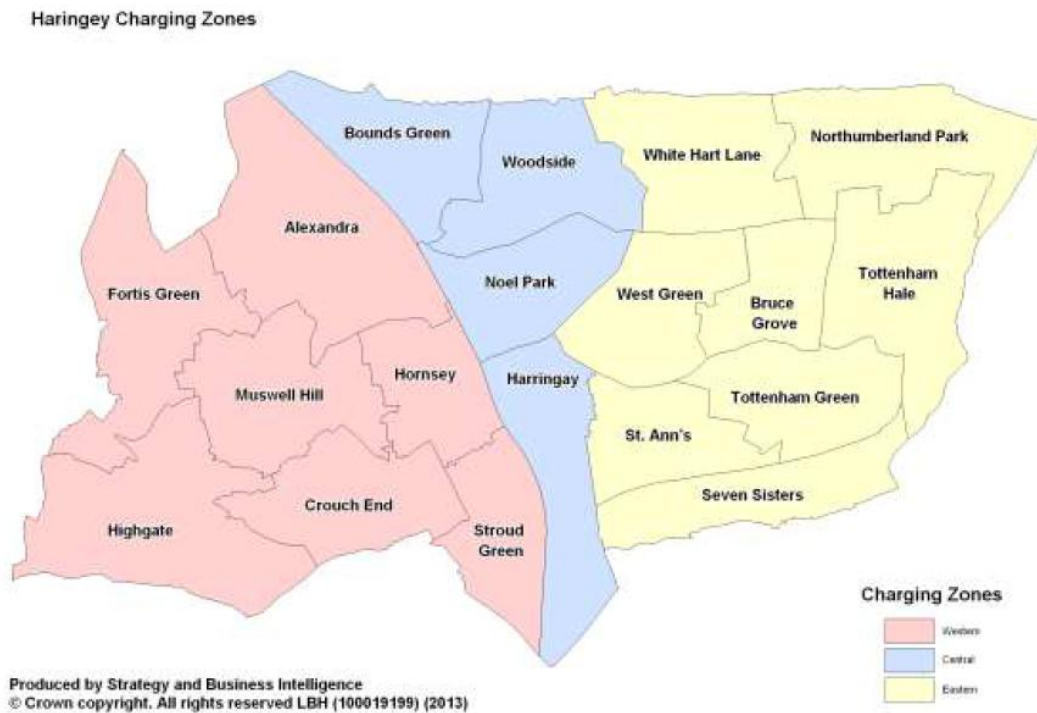 Haringey Charging Zones
Bounds Green
Woodside
White Hart Lane
Northumberland Park
Alexandra
Fortis Green
Noel Park
West Green
Bruce
Grove
Tottenham
Hale
Muswell Hill
Hornsey
Harringay
Tottenham Green
St. Ann's
Seven Sisters
Highgate
Crouch End
Stroud
Green
Charging Zones
Western
Central
Eastern
Produced by Strategy and Business Intelligence
© Crown copyright. All rights reserved LBH (100019199) (2013)